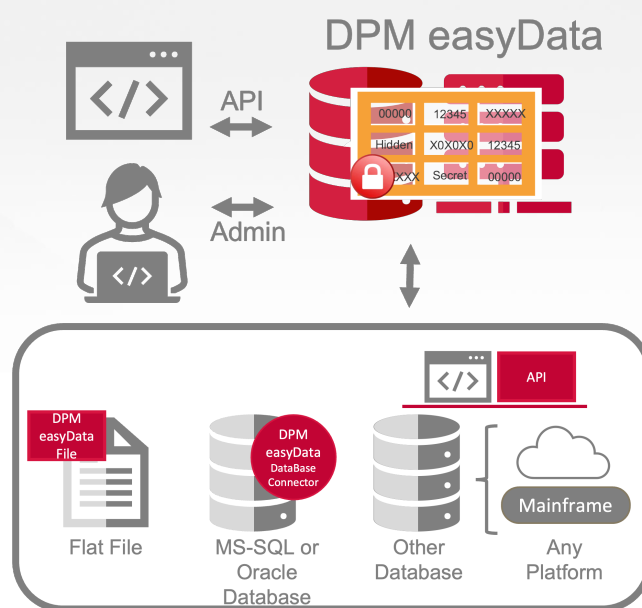 DPM easyData
</>
API
00000 12345 XXXXX
Hidden X0X0X0 12345
XXX Secret 00000
Admin
</>
</>
API
DPM
easyData
File
DPM
easyData
DataBase
Connector
Mainframe
Flat File
MS-SQL or
Oracle
Database
Other
Database
Any
Platform